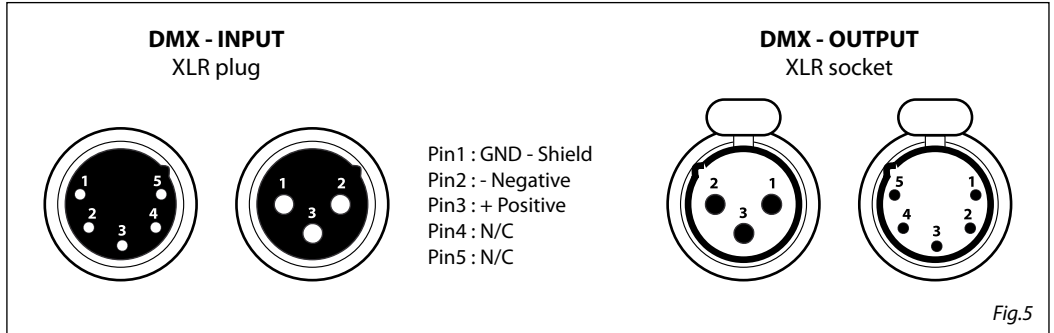 DMX - INPUT
XLR plug
1 5
2 4
3
1 2
3
Pin1 : GND - Shield
Pin2 : - Negative
Pin3 : + Positive
Pin4 : N/C
Pin5 : N/C
DMX - OUTPUT
XLR socket
2 1
3
5 1
4 2
3
Fig.5